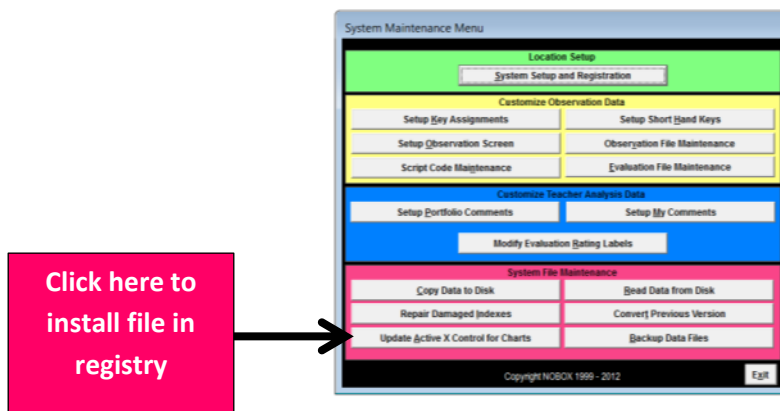 System Maintenance Menu
Location Setup
System Setup and Registration
Customize Observation Data
Setup Key Assignments
Setup Short Hand Keys
Setup Observation Screen
Observation File Maintenance
Script Code Maintenance
Evaluation File Maintenance
Customize Teacher Analysis Data
Setup Portfolio Comments
Setup My Comments
Modify Evaluation Rating Labels
System File Maintenance
Copy Data to Disk
Read Data from Disk
Repair Damaged Indexes
Convert Previous Version
Update Active X Control for Charts
Backup Data Files
Copyright NOBOX 1999 - 2012
Exit
Click here to
install file in
registry